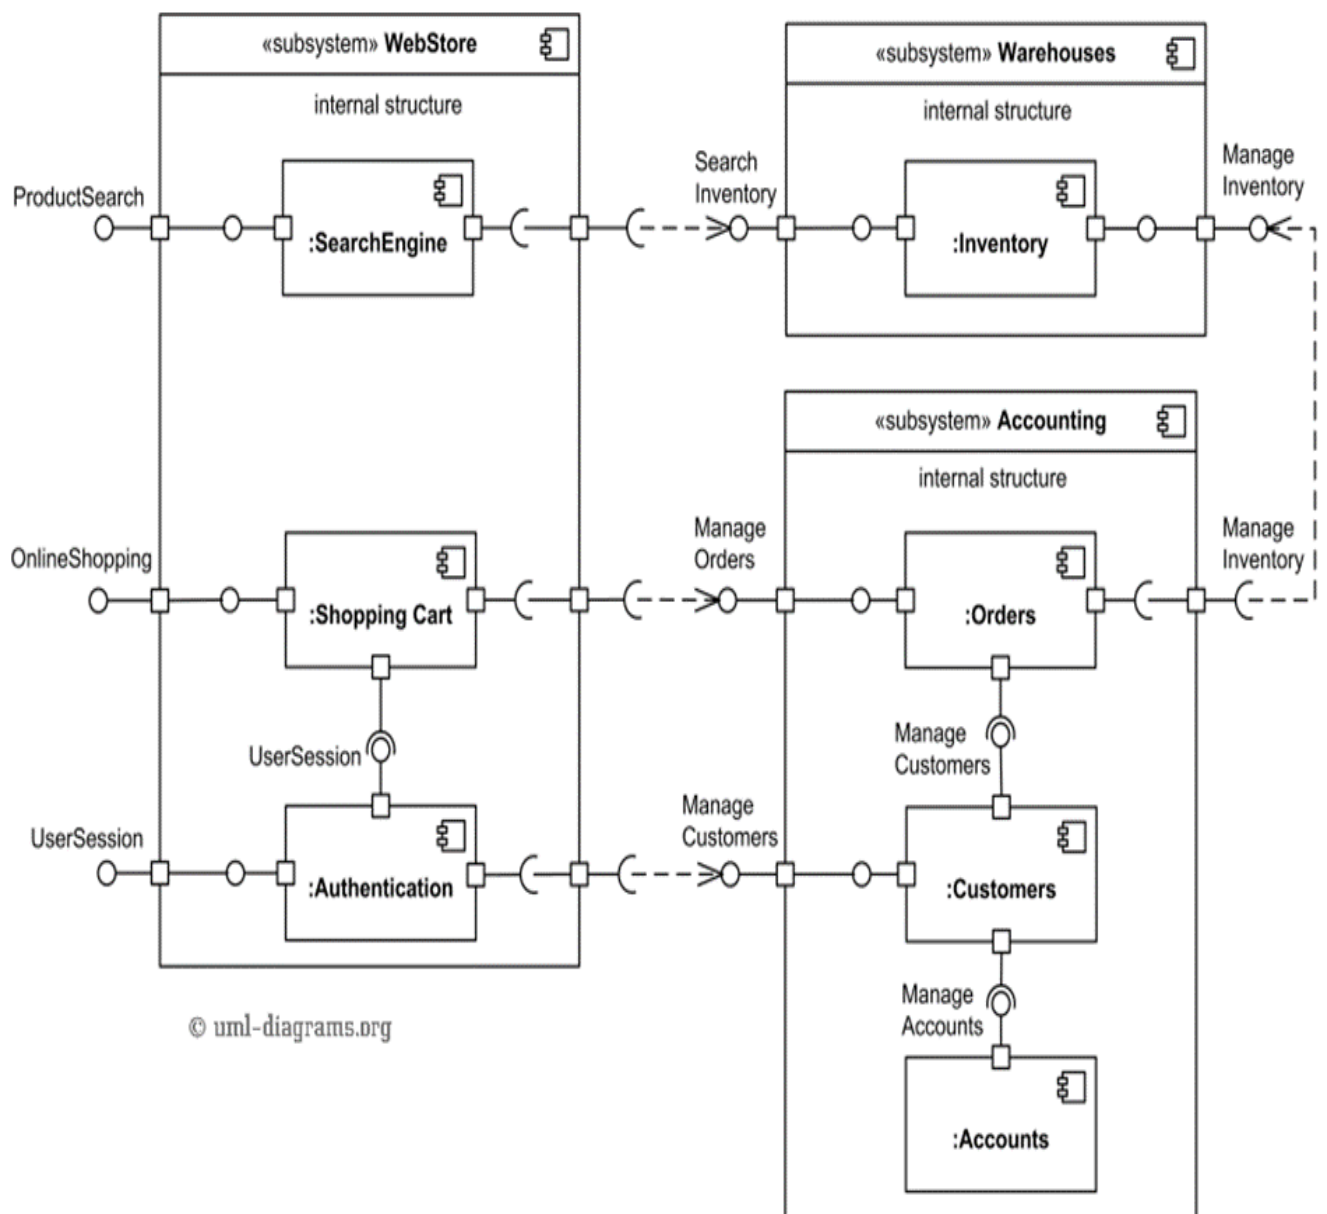 «subsystem» WebStore
internal structure
ProductSearch
:SearchEngine
Search
Inventory
«subsystem» Warehouses
internal structure
:Inventory
Manage
Inventory
OnlineShopping
:Shopping Cart
Manage
Orders
«subsystem» Accounting
internal structure
:Orders
Manage
Inventory
UserSession
Manage
Customers
UserSession
:Authentication
Manage
Customers
:Customers
Manage
Accounts
:Accounts
© uml-diagrams.org